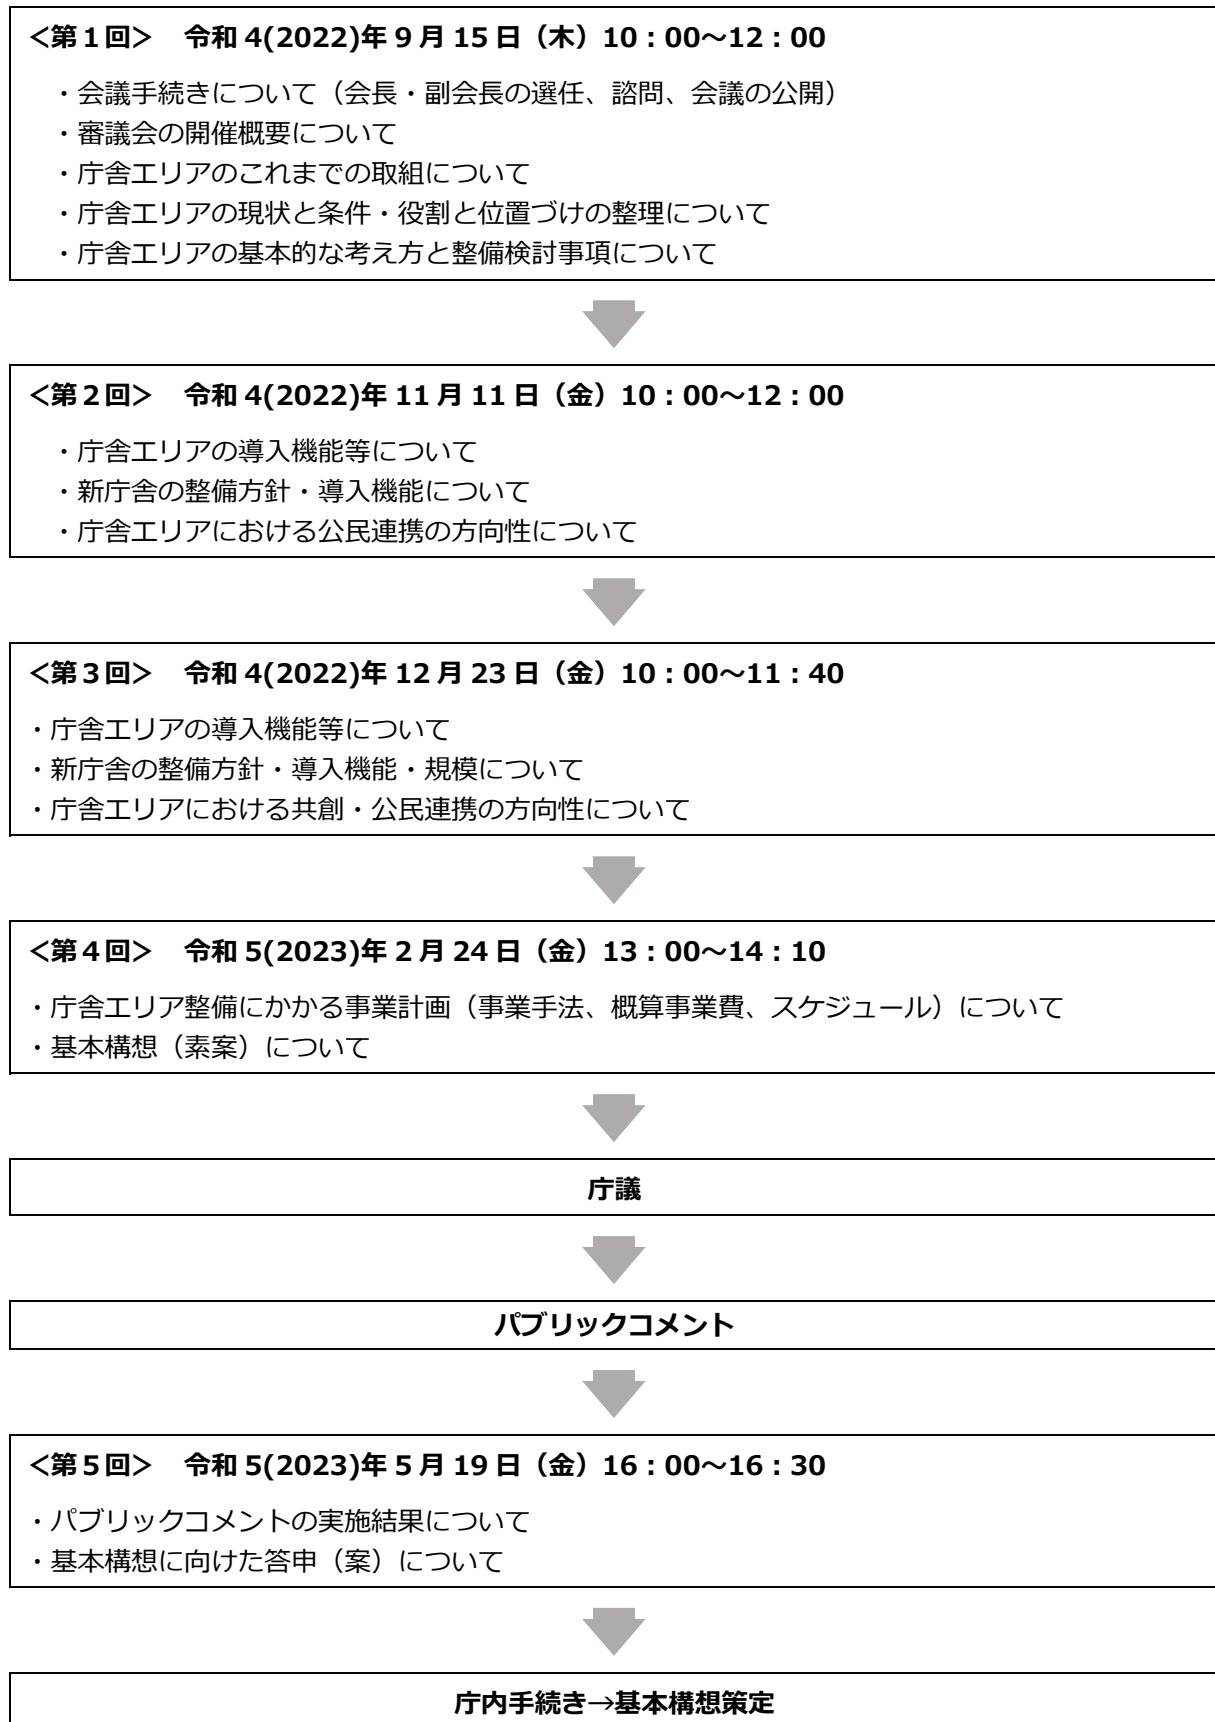 ＜第１回＞　令和 4(2022)年 9 月 15 日（木）10：00～12：00
・会議手続きについて（会長・副会長の選任、諮問、会議の公開）
・審議会の開催概要について
・庁舎エリアのこれまでの取組について
・庁舎エリアの現状と条件・役割と位置づけの整理について
・庁舎エリアの基本的な考え方と整備検討事項について
＜第２回＞　令和 4(2022)年 11 月 11 日（金）10：00～12：00
・庁舎エリアの導入機能等について
・新庁舎の整備方針・導入機能について
・庁舎エリアにおける公民連携の方向性について
＜第３回＞　令和 4(2022)年 12 月 23 日（金）10：00～11：40
・庁舎エリアの導入機能等について
・新庁舎の整備方針・導入機能・規模について
・庁舎エリアにおける共創・公民連携の方向性について
＜第４回＞　令和 5(2023)年 2 月 24 日（金）13：00～14：10
・庁舎エリア整備にかかる事業計画（事業手法、概算事業費、スケジュール）について
・基本構想（素案）について
庁議
パブリックコメント
＜第５回＞　令和 5(2023)年 5 月 19 日（金）16：00～16：30
・パブリックコメントの実施結果について
・基本構想に向けた答申（案）について
庁内手続き→基本構想策定